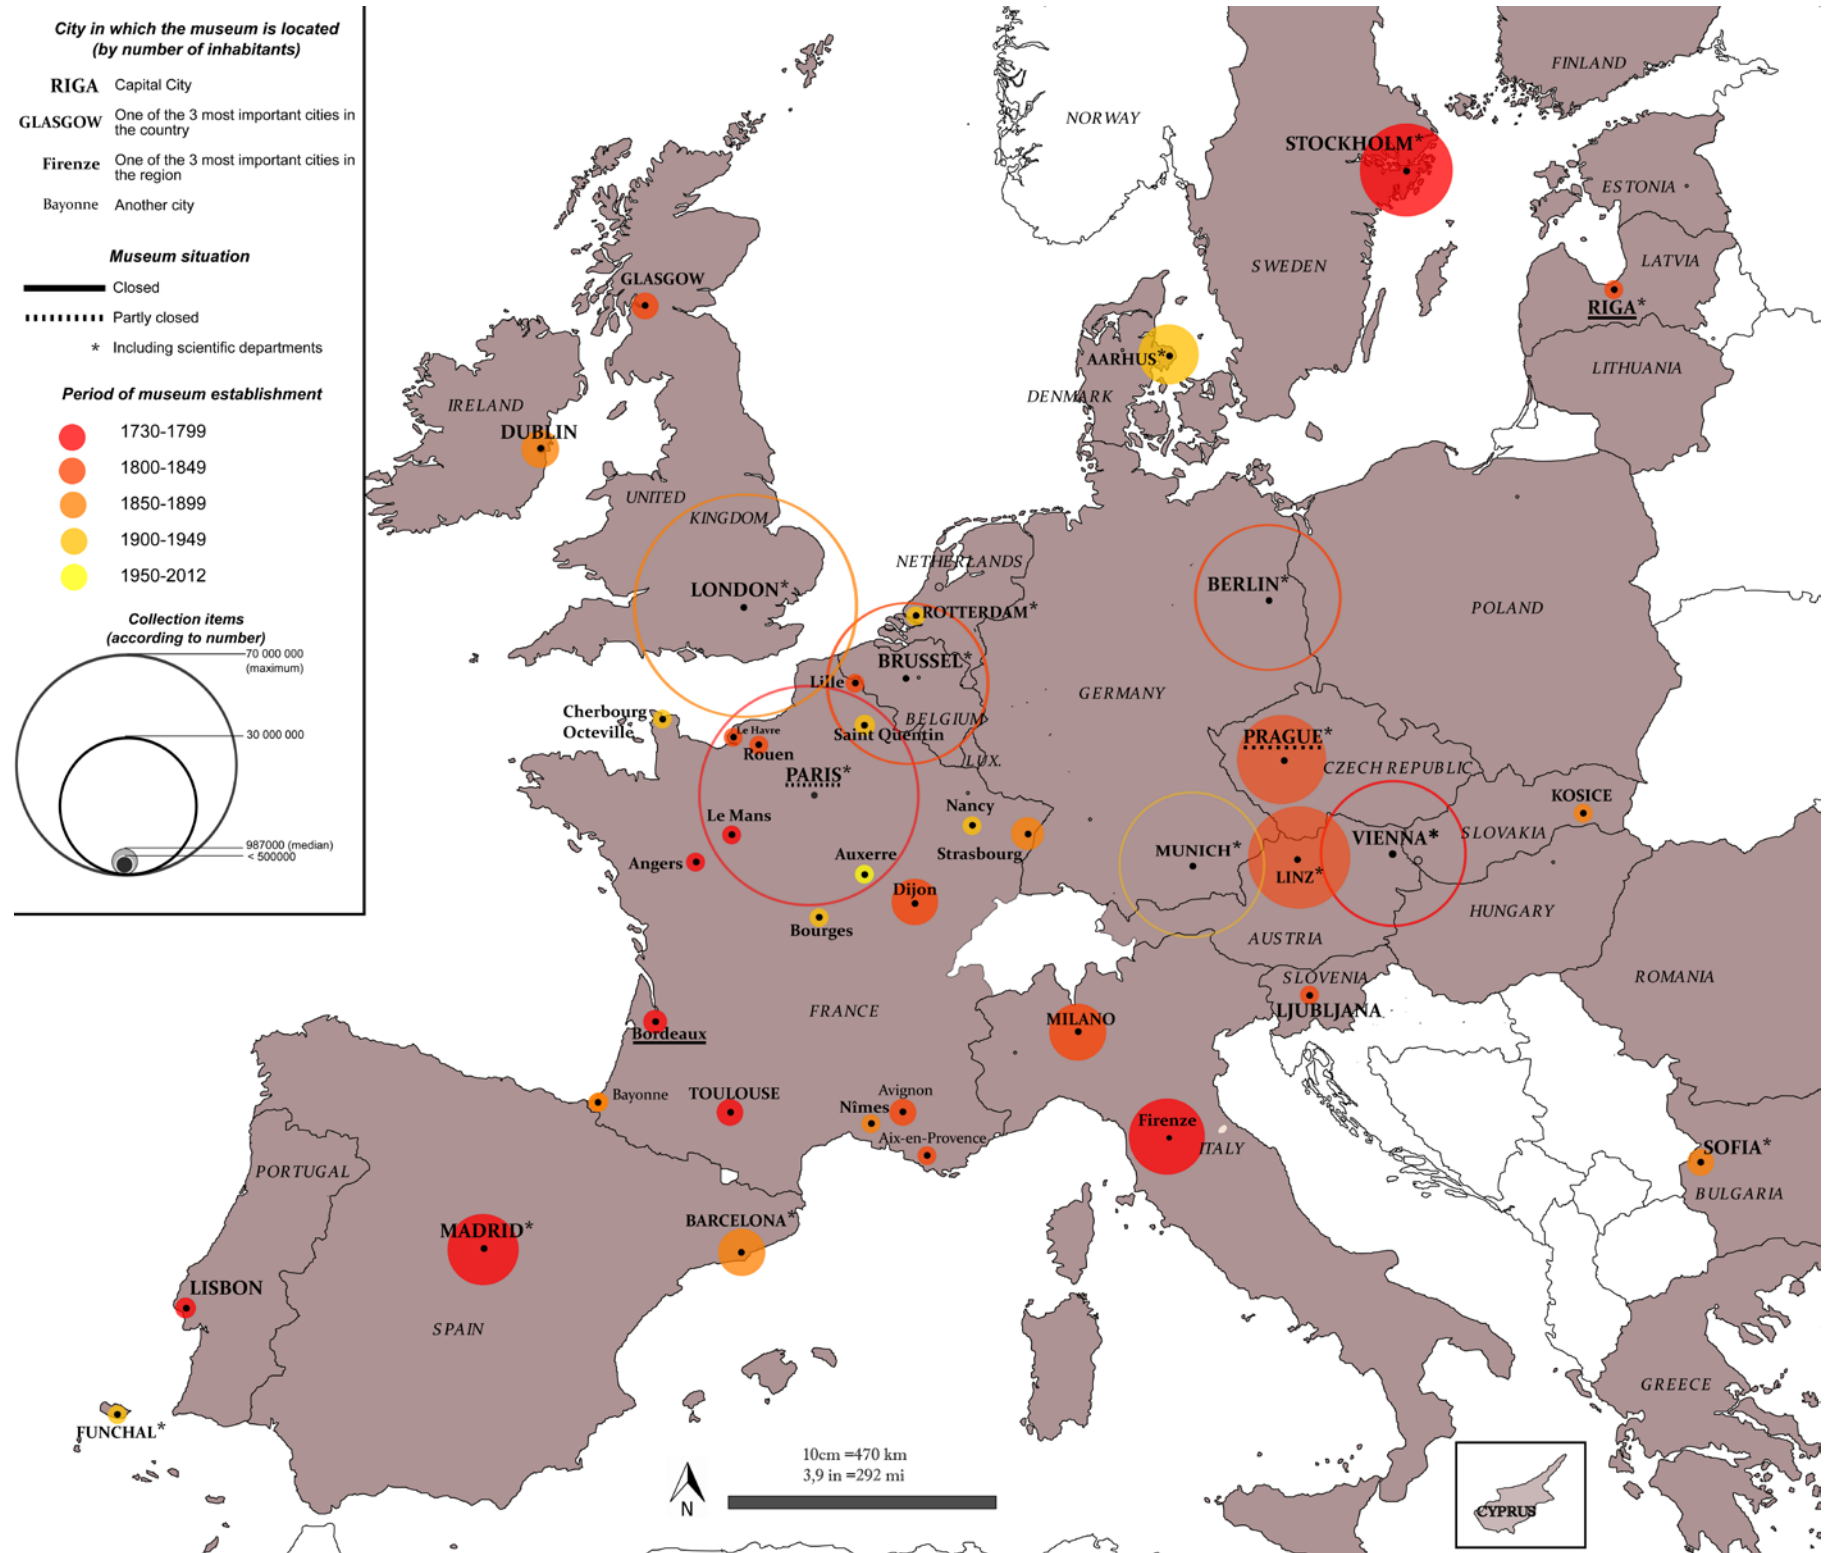 City in which the museum is located
(by number of inhabitants)
RIGA Capital City
GLASGOW One of the 3 most important cities in
the country
Firenze One of the 3 most important cities in
the region
Bayonne Another city
Museum situation
Closed
Partly closed
* Including scientific departments
Period of museum establishment
1730-1799
1800-1849
1850-1899
1900-1949
1950-2012
Collection items
(according to number)
70 000 000
(maximum)
30 000 000
987000 (median)
< 500000
FINLAND
NORWAY
STOCKHOLM*
ESTONIA
SWEDEN
LATVIA
GLASGOW
RIGA*
AARHUS*
LITHUANIA
DENMARK
IRELAND
DUBLIN
UNITED
KINGDOM
NETHERLANDS
LONDON*
BERLIN*
ROTTERDAM*
POLAND
BRUSSEL*
Lille
GERMANY
Cherbourg
Octeville
BELGIUM
Le Havre
Saint Quentin
Rouen
PRAGUE*
LUX.
PARIS*
CZECH REPUBLIC
Nancy
KOSICE
Le Mans
SLOVAKIA
VIENNA*
Strasbourg
MUNICH*
Auxerre
Angers
LINZ*
Dijon
HUNGARY
Bourges
AUSTRIA
SLOVENIA
ROMANIA
FRANCE
LJUBLJANA
MILANO
Bordeaux
Bayonne
TOULOUSE
Avignon
Nîmes
Firenze
Aix-en-Provence
ITALY
SOFIA*
PORTUGAL
BULGARIA
BARCELONA*
MADRID*
LISBON
SPAIN
GREECE
FUNCHAL*
10cm =470 km
3,9 in =292 mi
N
CYPRUS